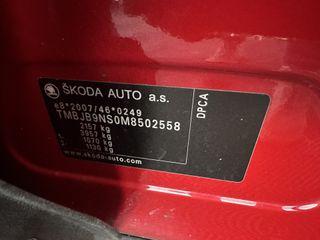 ŠKODA AUTO a.s.
e8*2007/46*0249
TMBJB9NS0M8502558
2157 kg
3957 kg
1070 kg
1130 kg
www.skoda-auto.com
DPCA